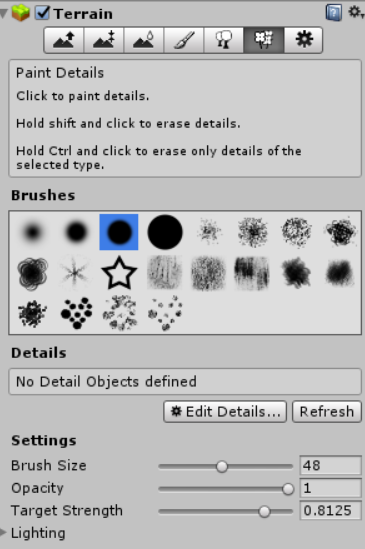 Terrain
Paint Details
Click to paint details.
Hold shift and click to erase details.
Hold Ctrl and click to erase only details of the
selected type.
Brushes
Details
No Detail Objects defined
Edit Details... Refresh
Settings
Brush Size 48
Opacity 1
Target Strength 0.8125
Lighting